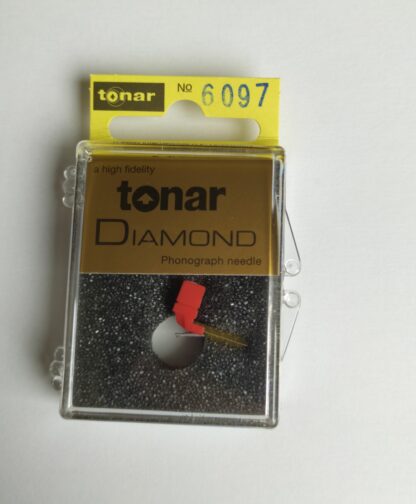 tonar No 6097
a high fidelity
tonar
DIAMOND
Phonograph needle